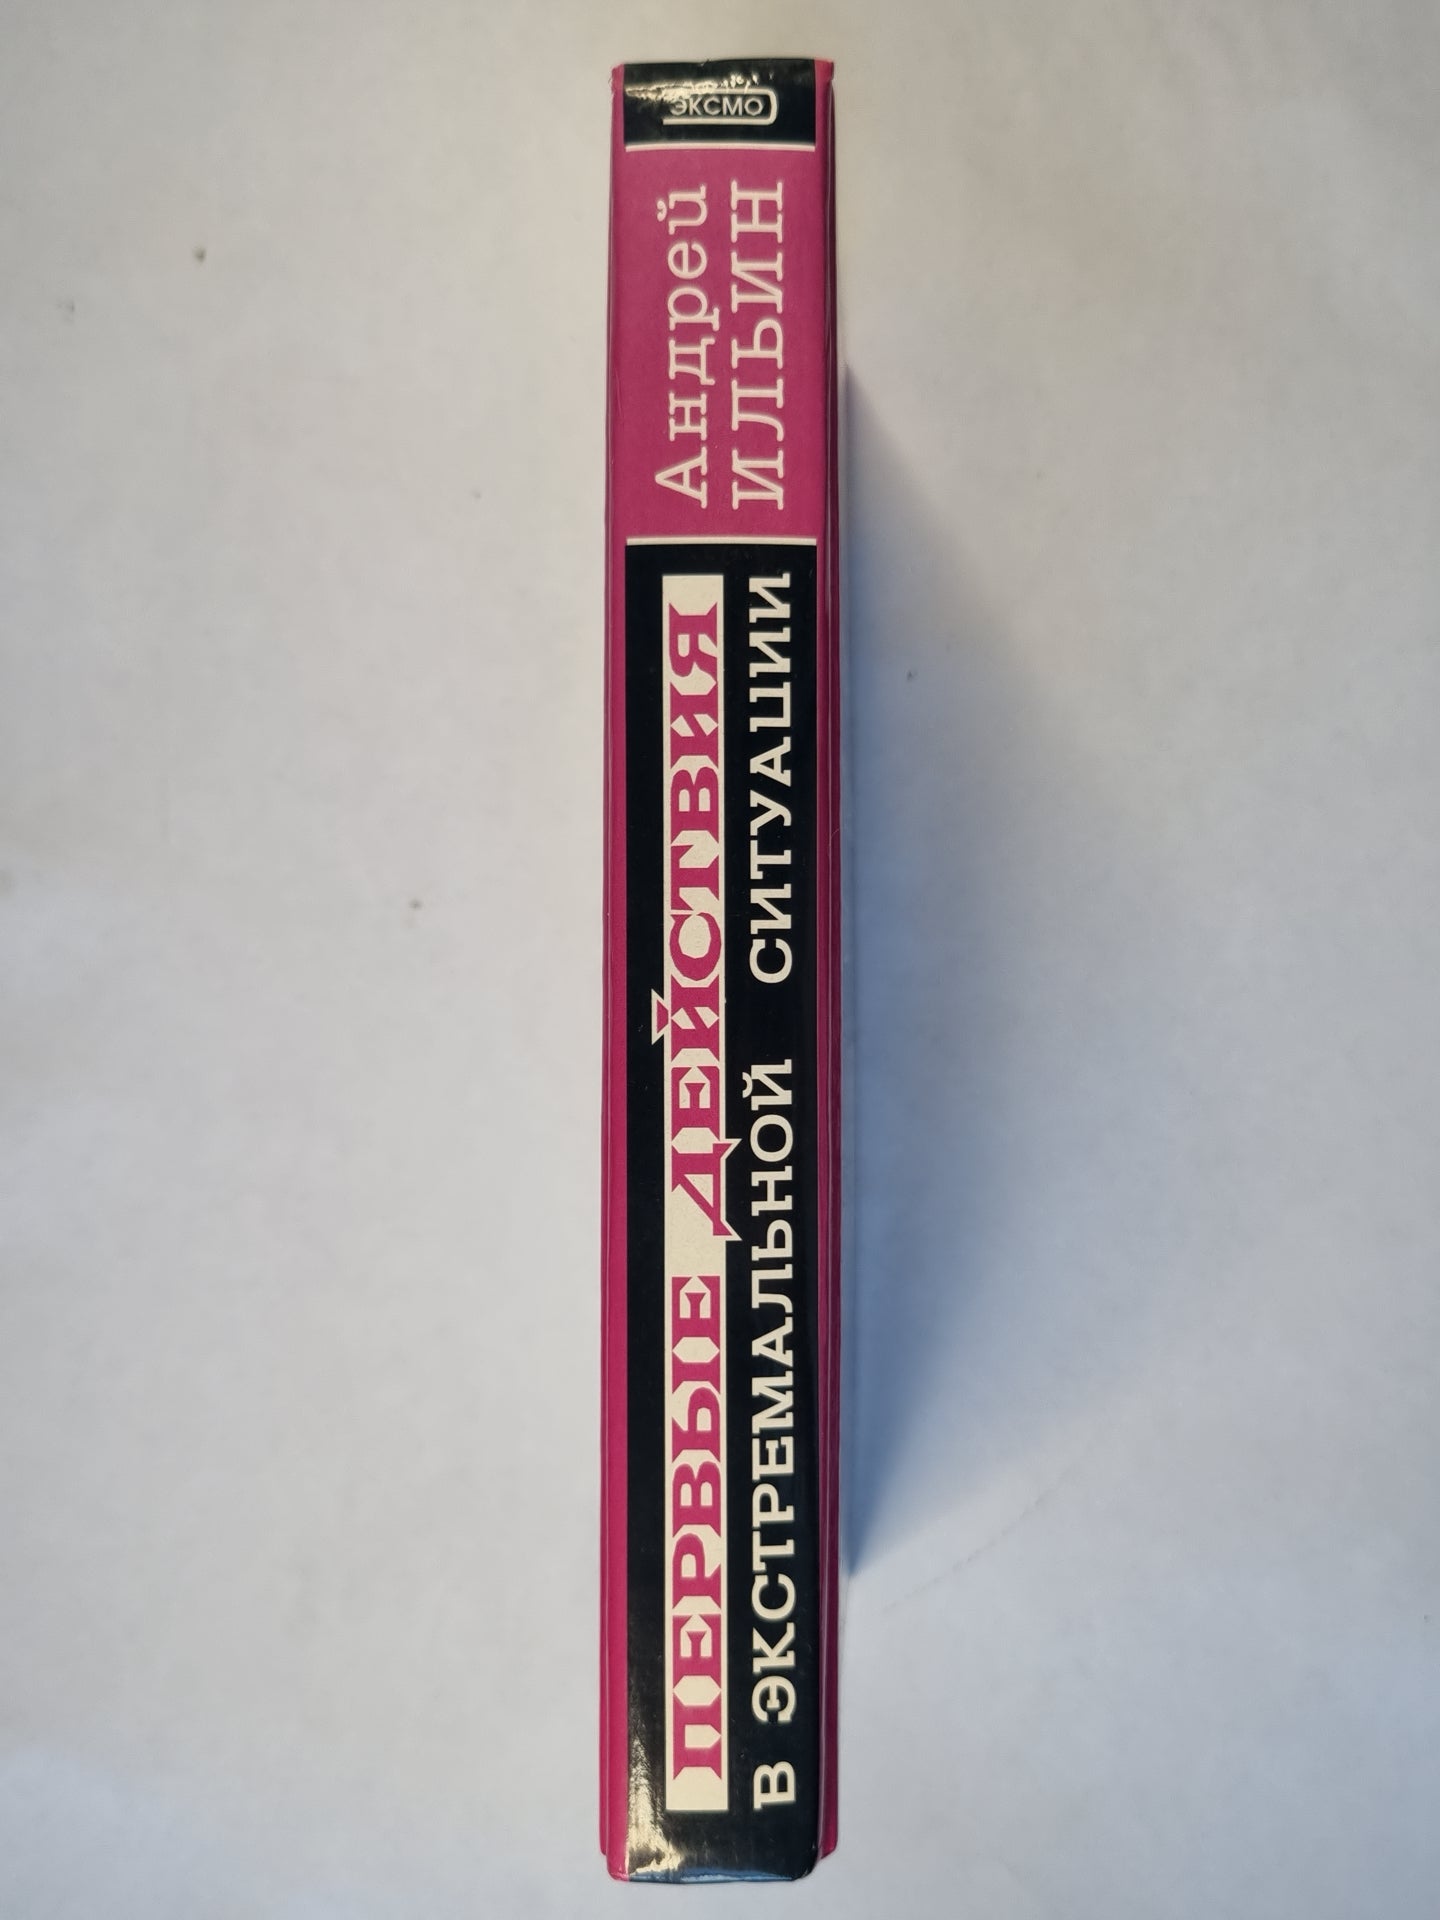 ЭКСМО
Андрей
ИЛЬИН
ПЕРВЫЕ ДЕЙСТВИЯ
В ЭКСТРЕМАЛЬНОЙ СИТУАЦИИ